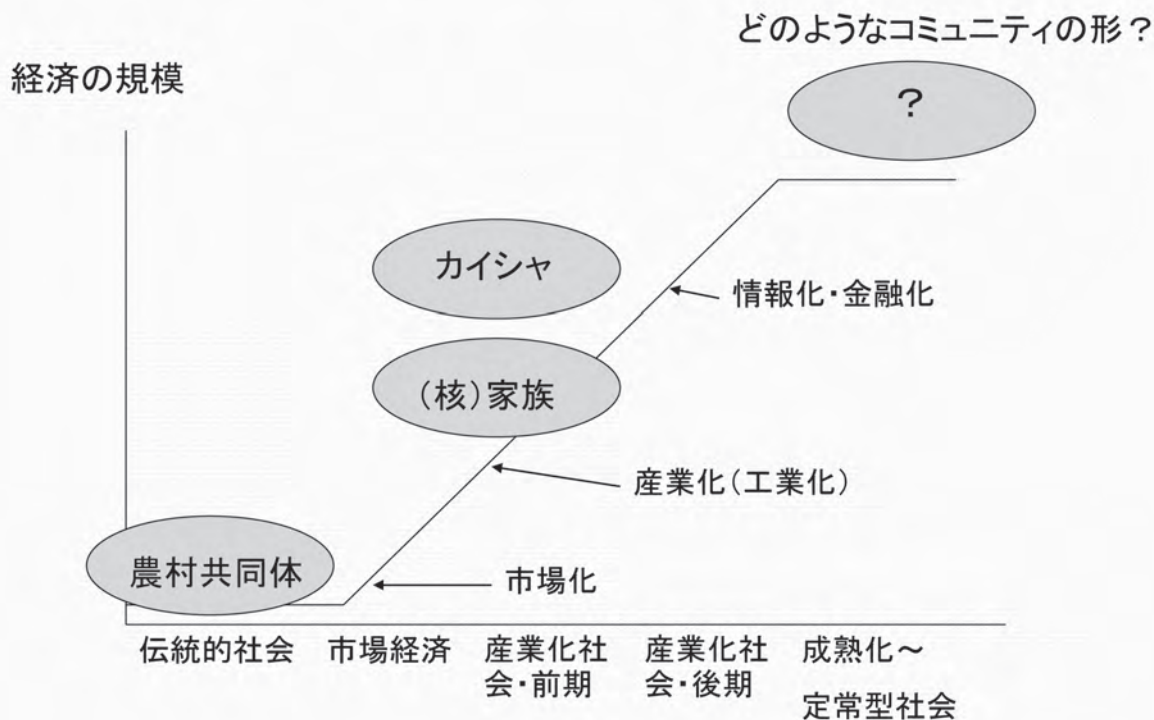 どのようなコミュニティの形？
経済の規模
？
カイシャ
情報化・金融化
（核）家族
産業化（工業化）
農村共同体
市場化
伝統的社会
市場経済
産業化社
会・前期
産業化社
会・後期
成熟化～
定常型社会